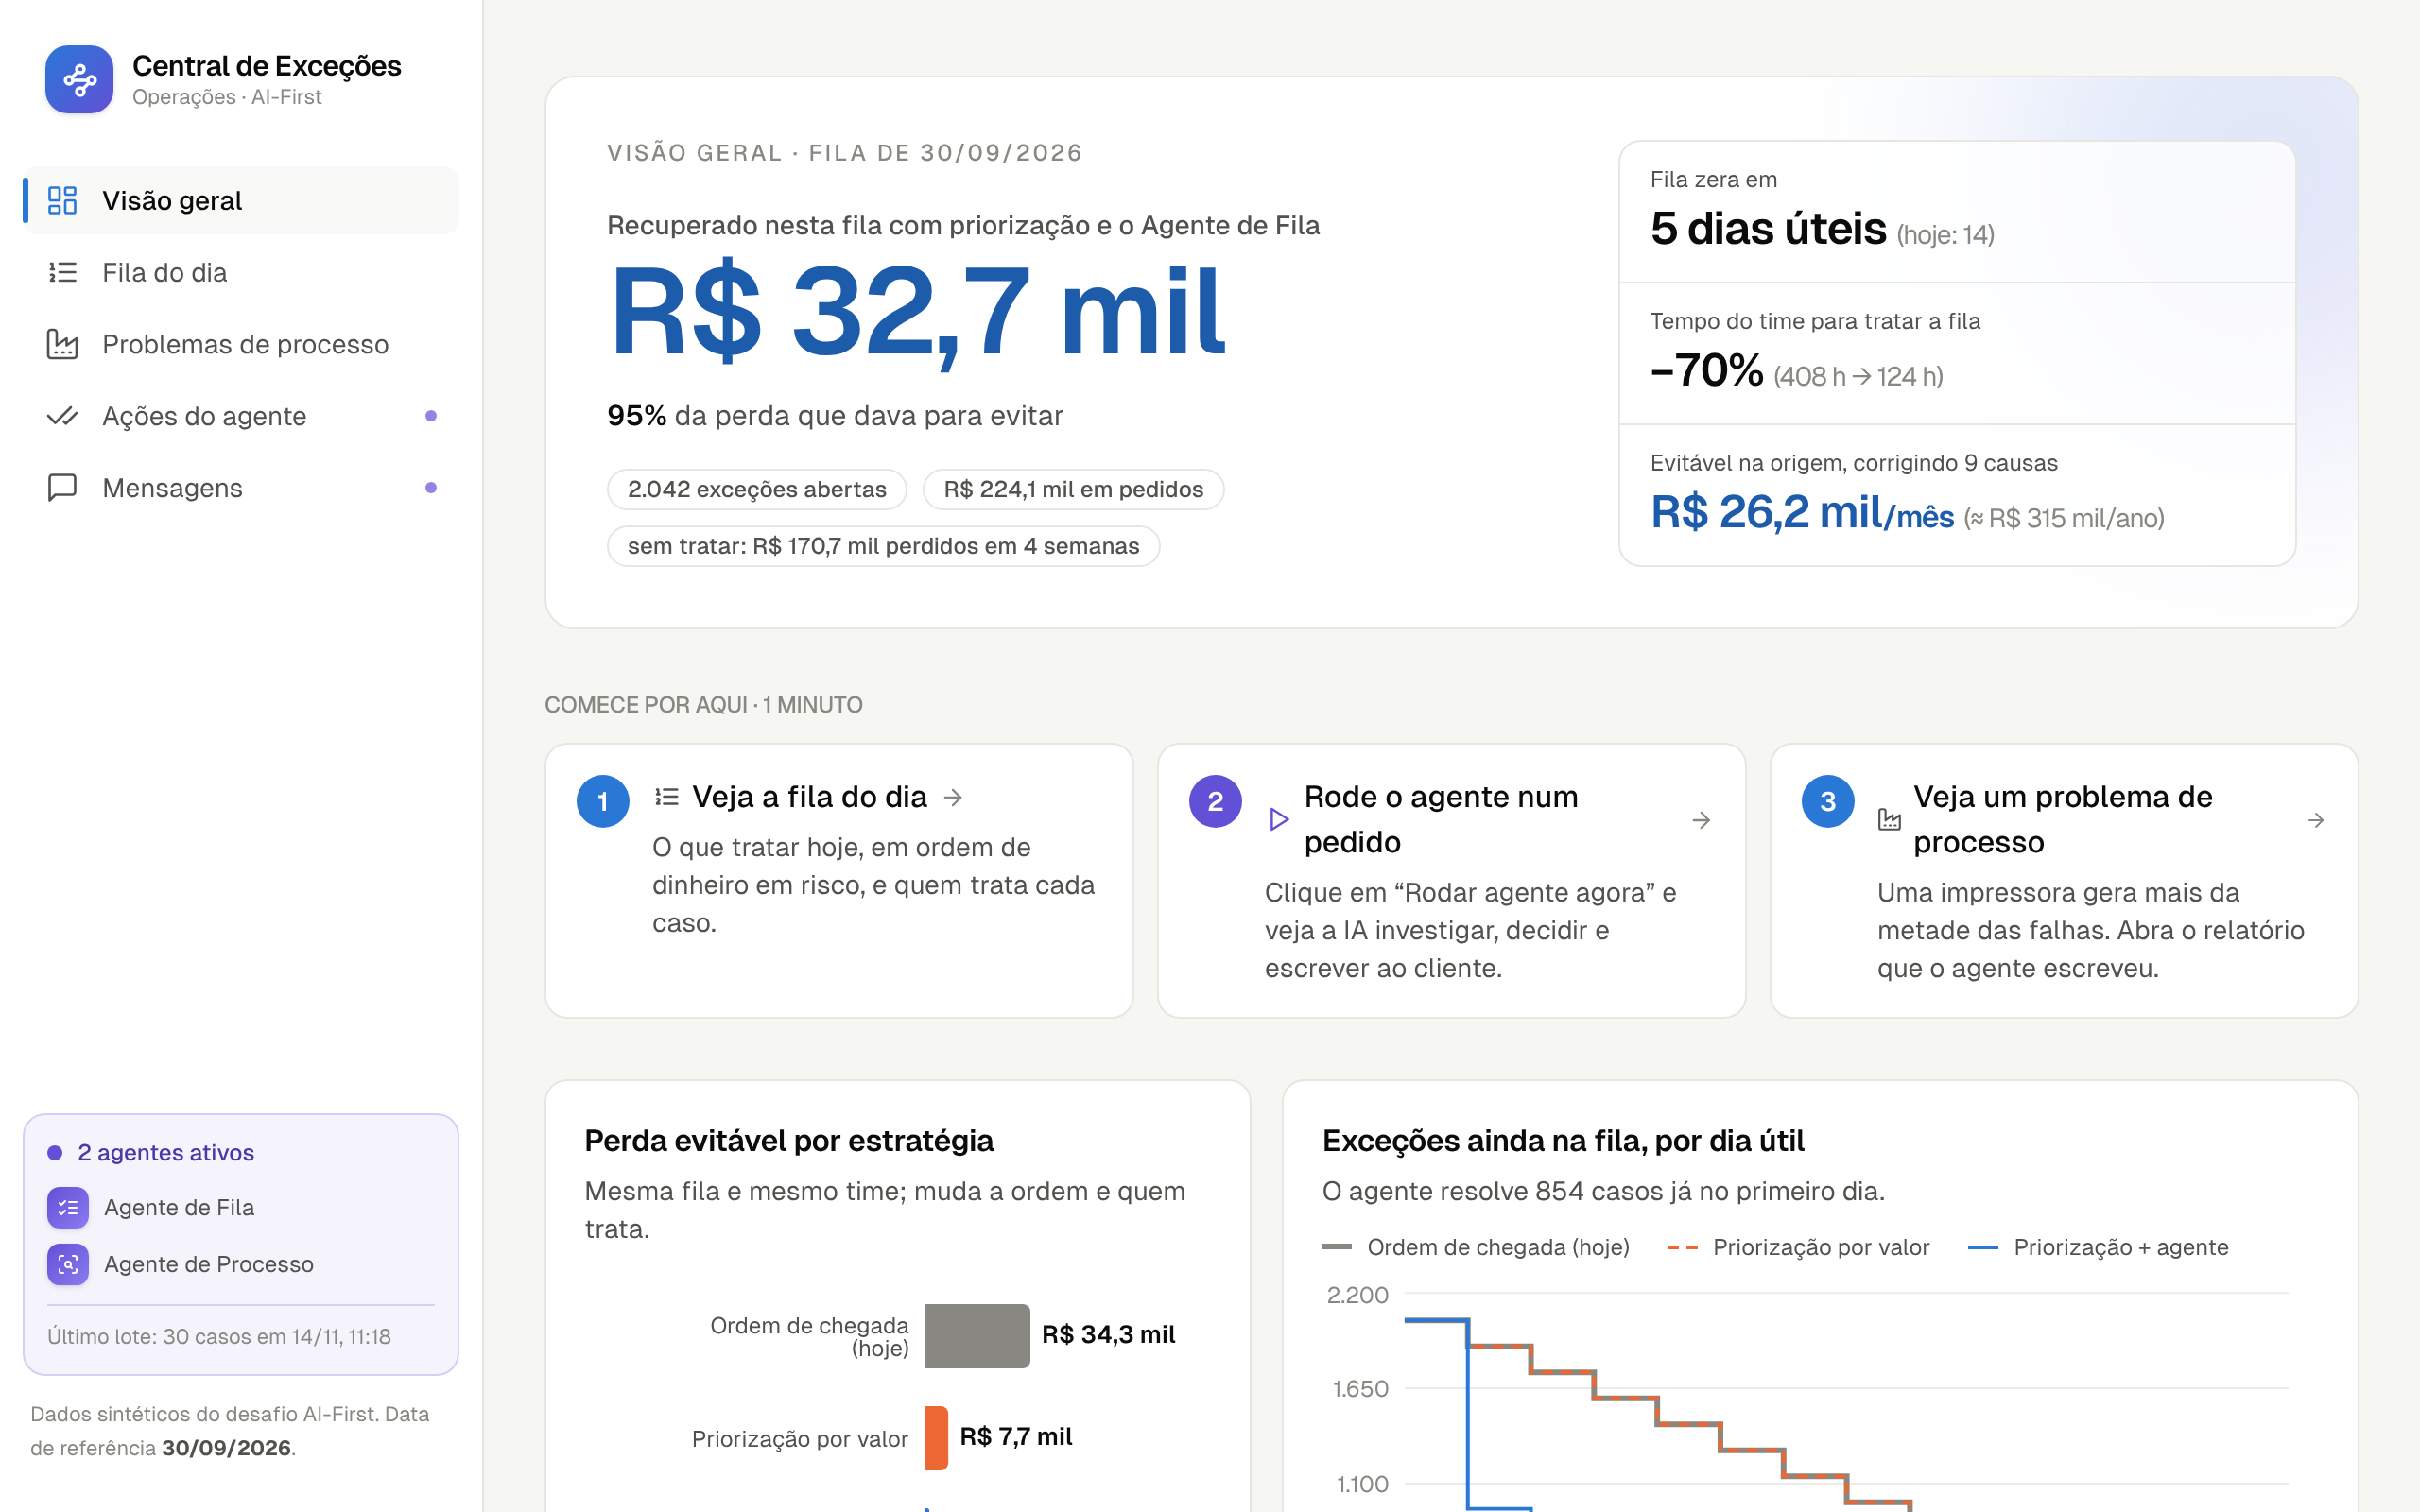 Central de Exceções
Operações · AI-First
Visão geral
Fila do dia
Problemas de processo
Ações do agente
Mensagens
2 agentes ativos
Agente de Fila
Agente de Processo
Último lote: 30 casos em 14/11, 11:18
Dados sintéticos do desafio AI-First. Data
de referência 30/09/2026.
VISÃO GERAL · FILA DE 30/09/2026
Recuperado nesta fila com priorização e o Agente de Fila
R$ 32,7 mil
95% da perda que dava para evitar
2.042 exceções abertas
R$ 224,1 mil em pedidos
sem tratar: R$ 170,7 mil perdidos em 4 semanas
Fila zera em
5 dias úteis (hoje: 14)
Tempo do time para tratar a fila
−70% (408 h → 124 h)
Evitável na origem, corrigindo 9 causas
R$ 26,2 mil/mês (≈ R$ 315 mil/ano)
COMECE POR AQUI · 1 MINUTO
1
Veja a fila do dia →
O que tratar hoje, em ordem de
dinheiro em risco, e quem trata cada
caso.
2
Rode o agente num
pedido →
Clique em “Rodar agente agora” e
veja a IA investigar, decidir e
escrever ao cliente.
3
Veja um problema de
processo →
Uma impressora gera mais da
metade das falhas. Abra o relatório
que o agente escreveu.
Perda evitável por estratégia
Mesma fila e mesmo time; muda a ordem e quem
trata.
Ordem de chegada
(hoje)
R$ 34,3 mil
Priorização por valor
R$ 7,7 mil
Exceções ainda na fila, por dia útil
O agente resolve 854 casos já no primeiro dia.
Ordem de chegada (hoje)
Priorização por valor
Priorização + agente
2.200
1.650
1.100